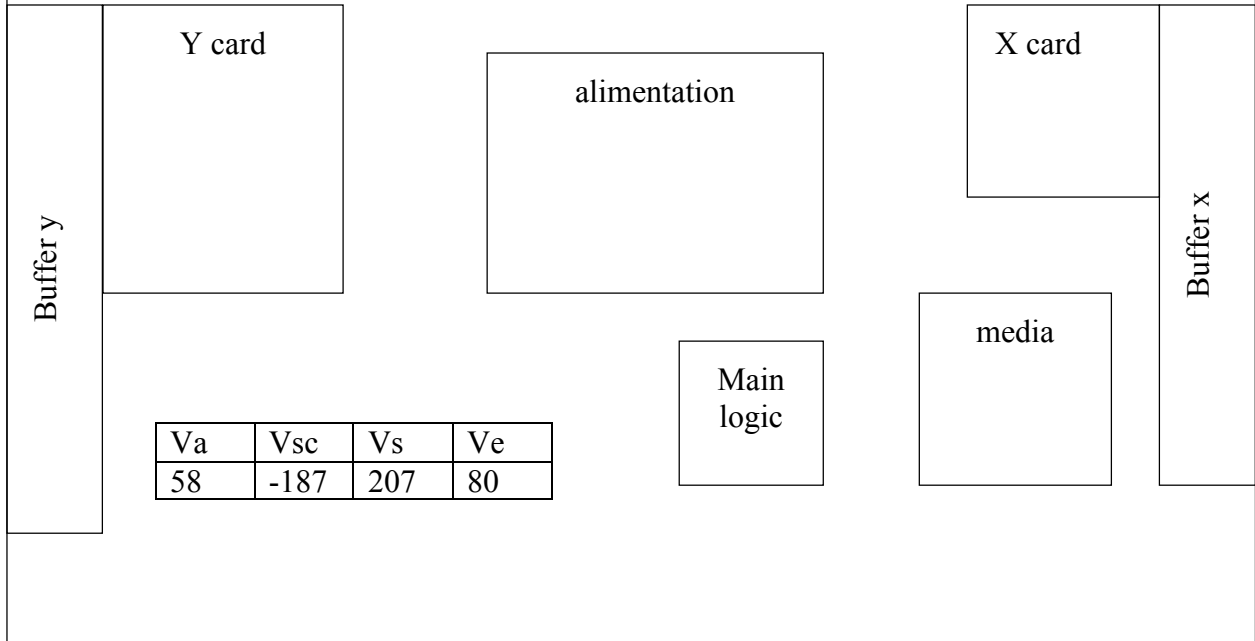 Y card
X card
alimentation
Buffer y
Buffer x
media
Main
logic
Va Vsc Vs Ve
58 -187 207 80